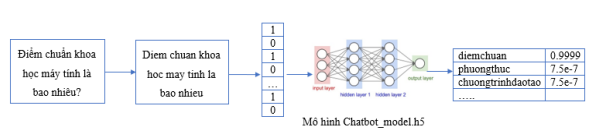 Điểm chuẩn khoa
học máy tính là
bao nhiêu?
Diem chuan khoa
hoc may tinh la
bao nhieu
1
0
1
0
...
1
0
input layer
hidden layer 1
hidden layer 2
output layer
diemchuan 0.9999
phuongthuc 7.5e-7
chuongtrinhdaotao 7.5e-7
.....
Mô hình Chatbot_model.h5